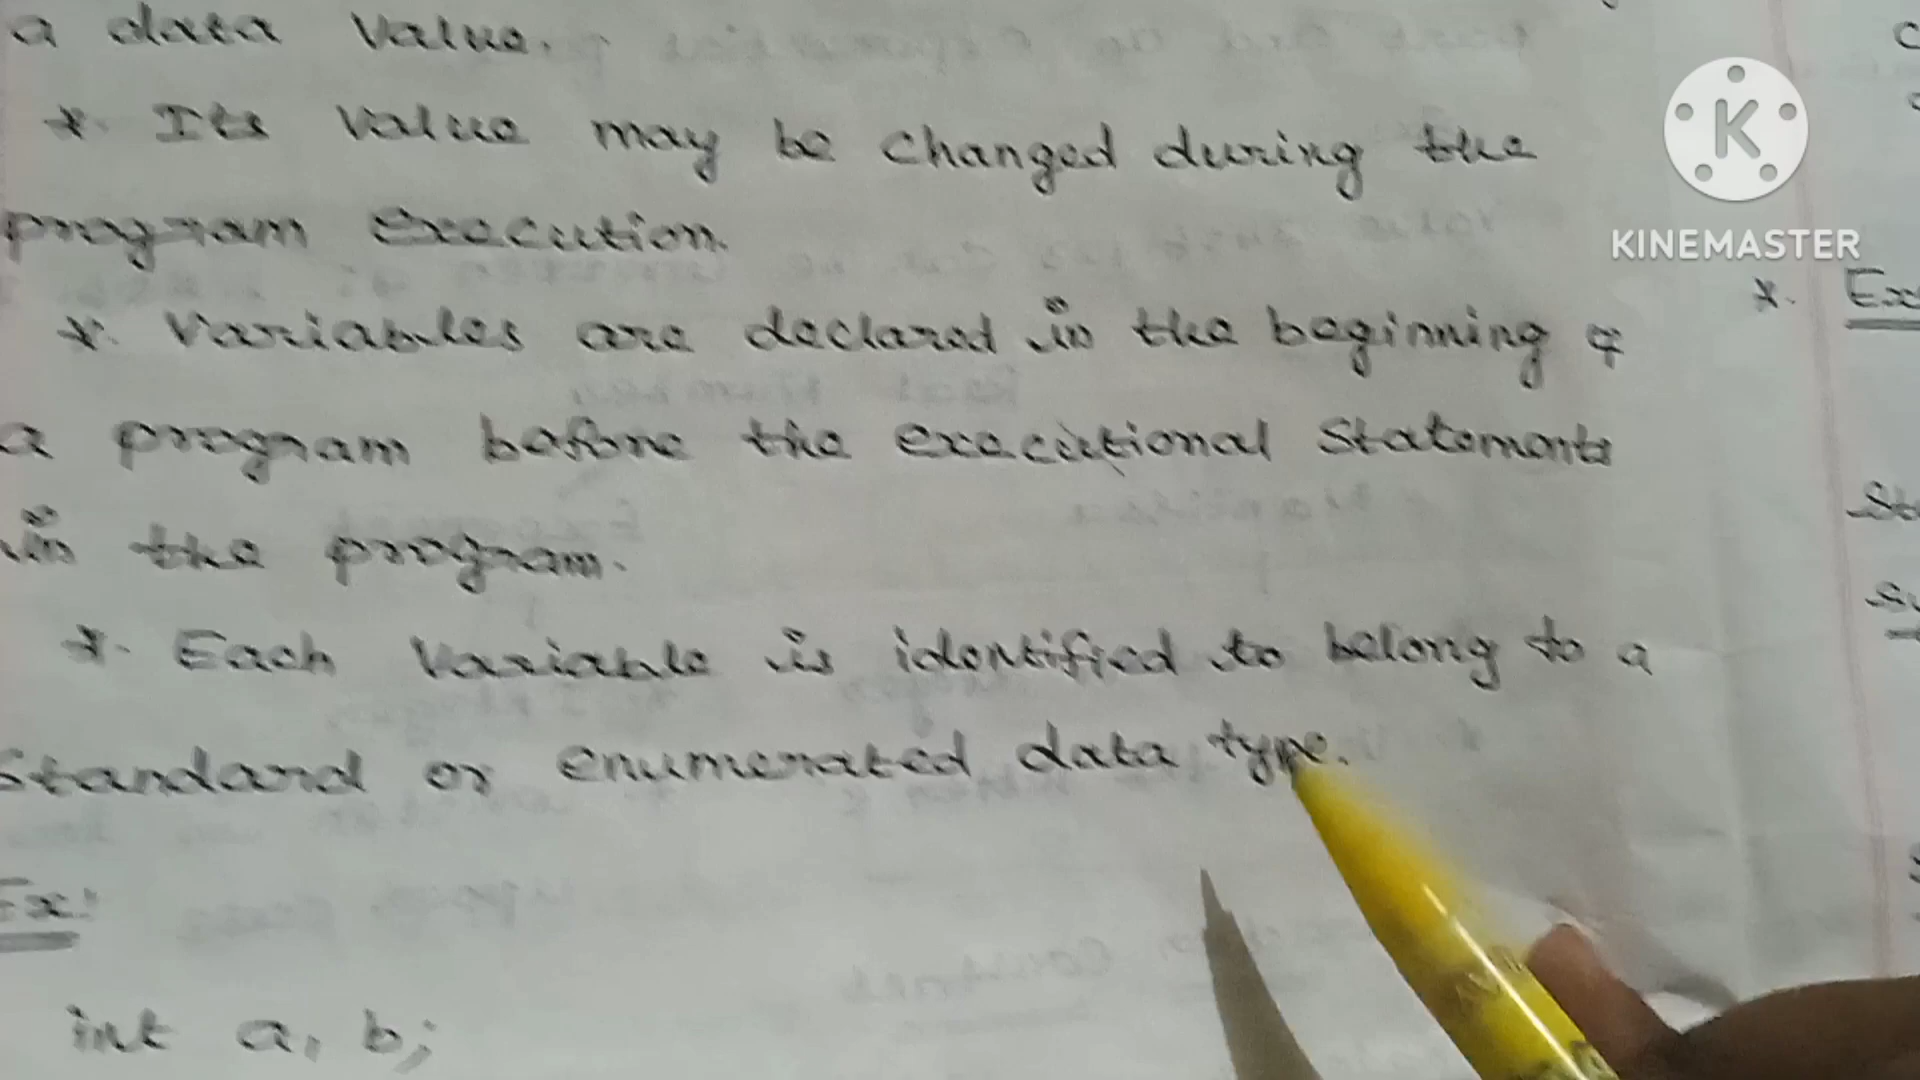 a data value.
* Its value may be changed during the
program execution.
* Variables are declared in the beginning of
a program before the executional statements
in the program.
* Each variable is identified to belong to a
standard or enumerated data type.
Ex:
int a, b;
K
KINEMASTER
* Ex